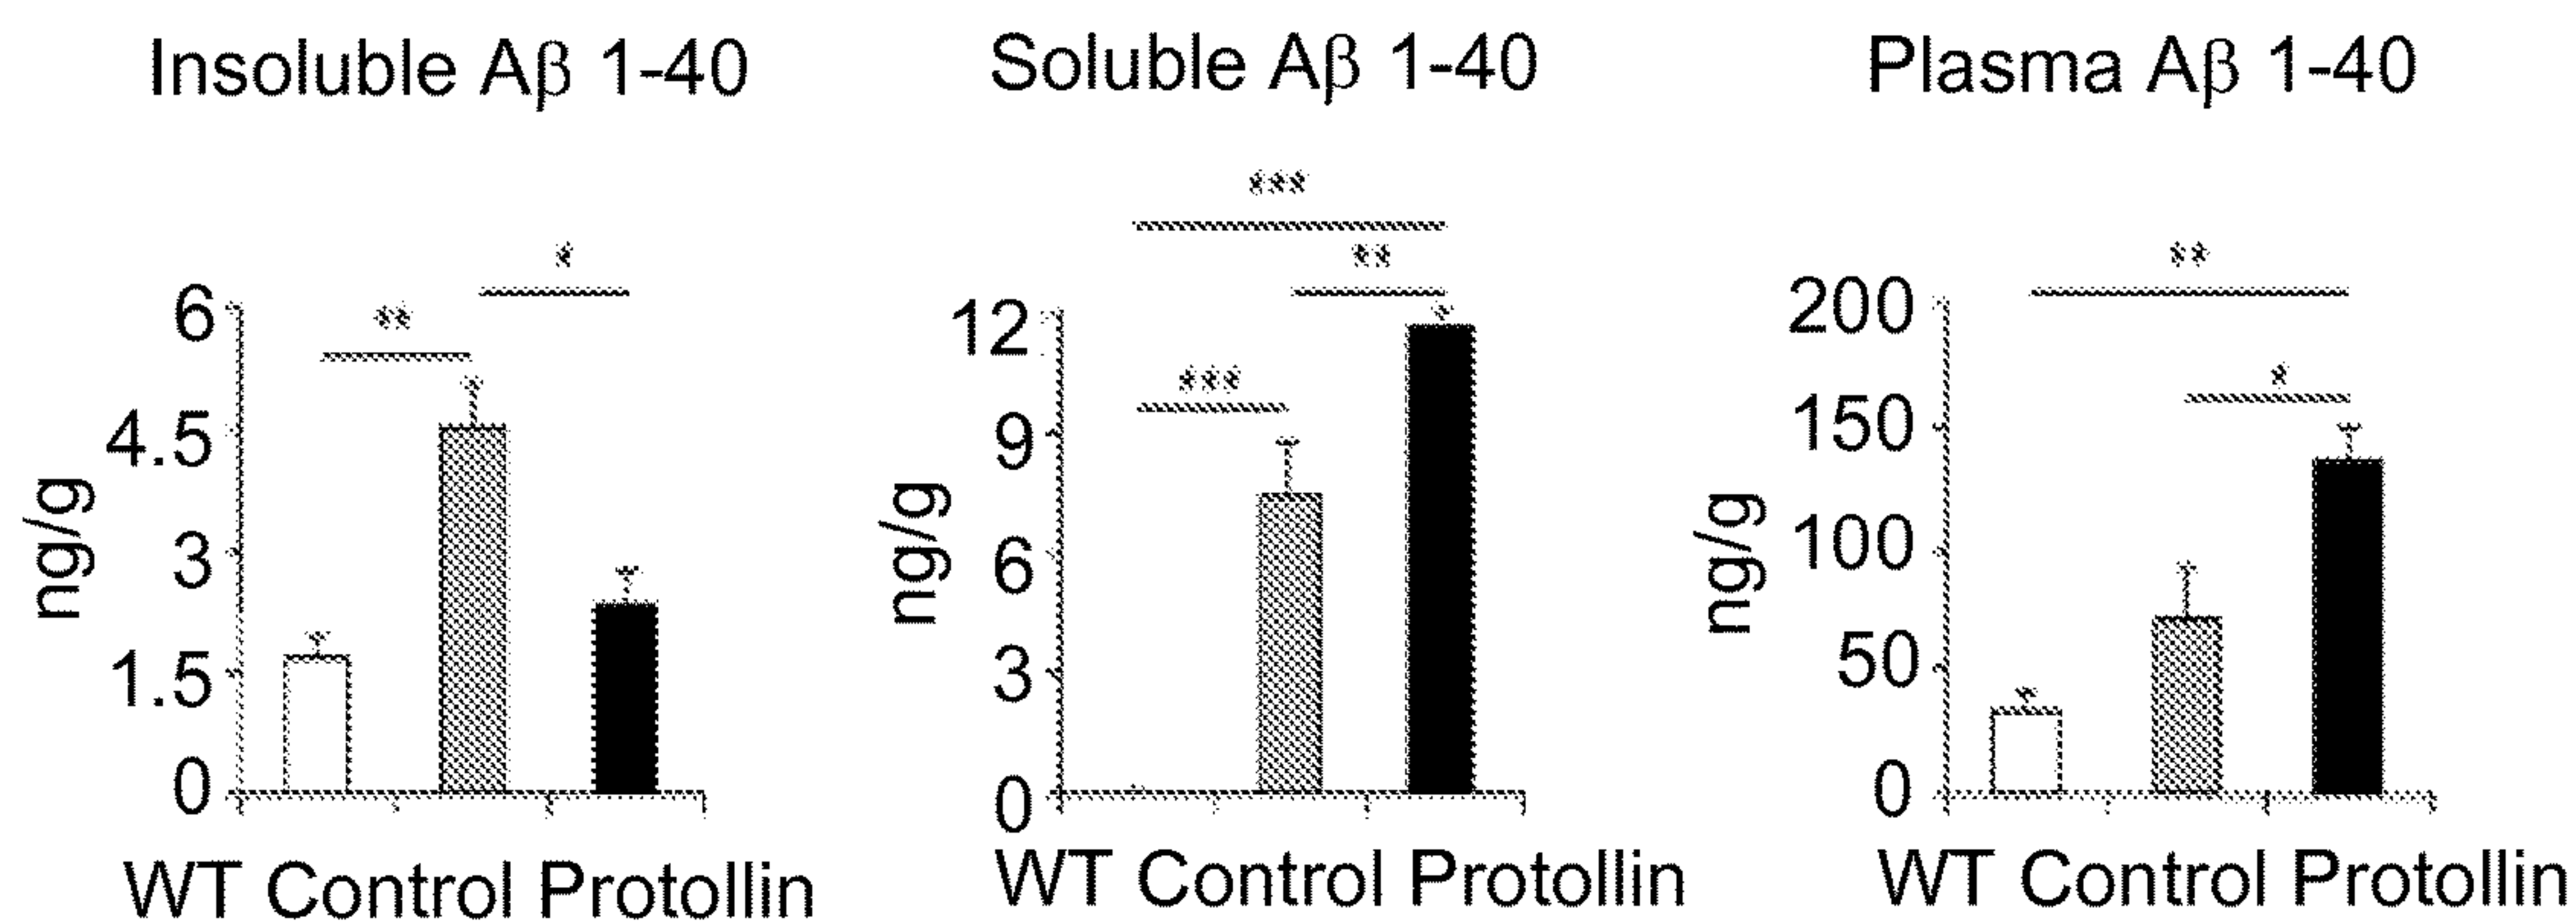 Insoluble Aβ 1-40
**
*
6
4.5
3
1.5
0
ng/g
WT Control Protollin
Soluble Aβ 1-40
***
**
***
12
9
6
3
0
ng/g
WT Control Protollin
Plasma Aβ 1-40
**
*
200
150
100
50
0
ng/g
WT Control Protollin